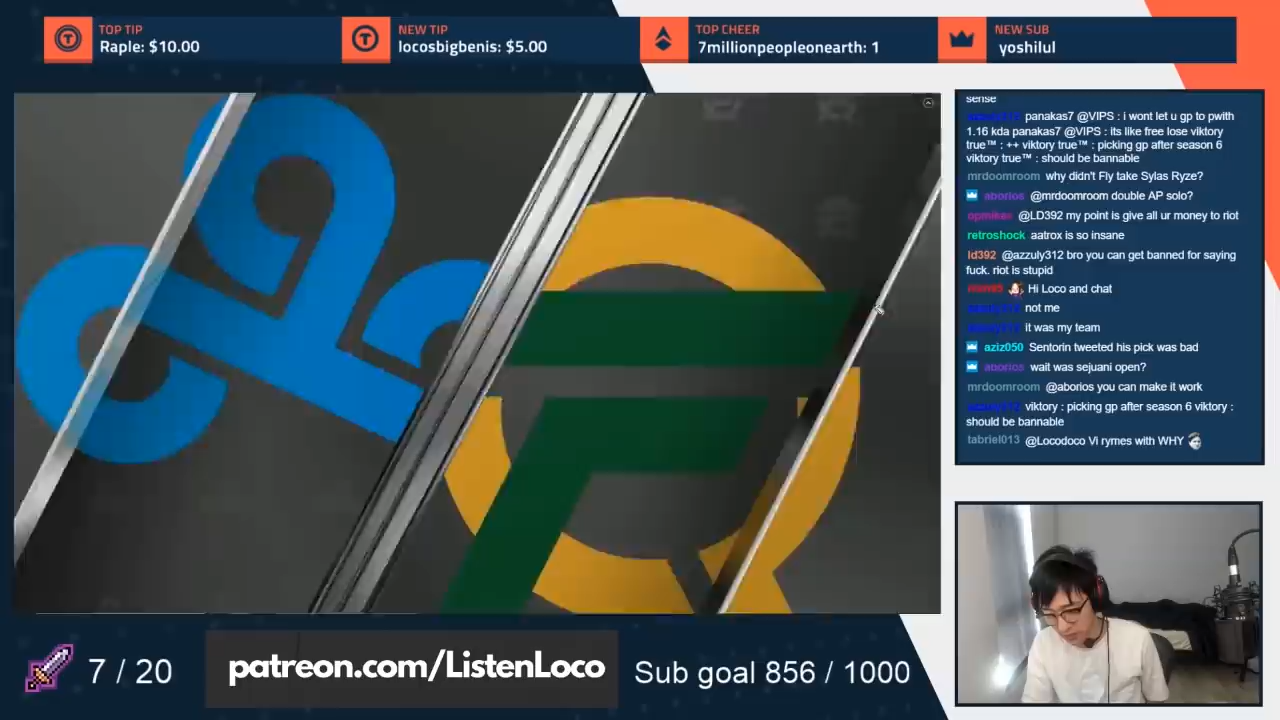 TOP TIP
Raple: $10.00
NEW TIP
locosbigbenis: $5.00
TOP CHEER
7millionpeopleonearth: 1
NEW SUB
yoshilul
sense
panakas7 @VIPS : i wont let u gp to pwith
1.16 kda panakas7 @VIPS : its like free lose viktory
true™ : ++ viktory true™ : picking gp after season 6
viktory true™ : should be bannable
mrdoomroom why didn't Fly take Sylas Ryze?
aborios @mrdoomroom double AP solo?
@LD392 my point is give all ur money to riot
retroshock aatrox is so insane
ld392 @azzuly312 bro you can get banned for saying
fuck. riot is stupid
Hi Loco and chat
not me
it was my team
aziz050 Sentorin tweeted his pick was bad
aborios wait was sejuani open?
mrdoomroom @aborios you can make it work
viktory : picking gp after season 6 viktory :
should be bannable
tabriel013 @Locodoco Vi rymes with WHY
7 / 20
patreon.com/ListenLoco
Sub goal 856 / 1000